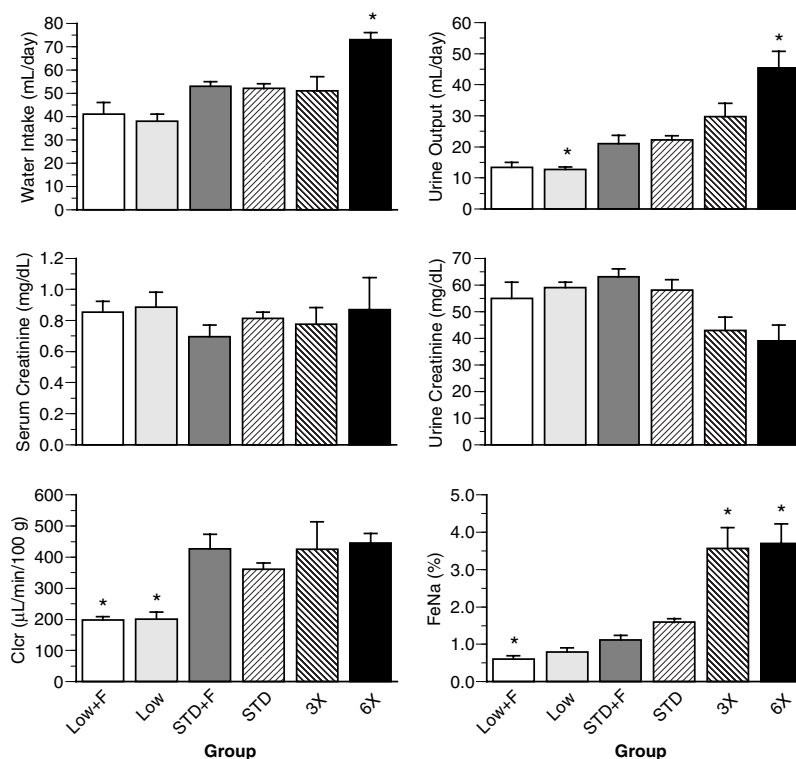 Water Intake (mL/day)
80
70
60
50
40
30
20
10
0
*
Urine Output (mL/day)
60
50
40
30
20
10
0
*
*
Serum Creatinine (mg/dL)
1.2
1.0
0.8
0.6
0.4
0.2
0.0
Urine Creatinine (mg/dL)
70
60
50
40
30
20
10
0
Clcr (μL/min/100 g)
600
500
400
300
200
100
0
*
*
Low+F
Low
STD+F
STD
3X
6X
Group
FeNa (%)
5.0
4.0
3.0
2.0
1.0
0.0
*
*
*
Low+F
Low
STD+F
STD
3X
6X
Group